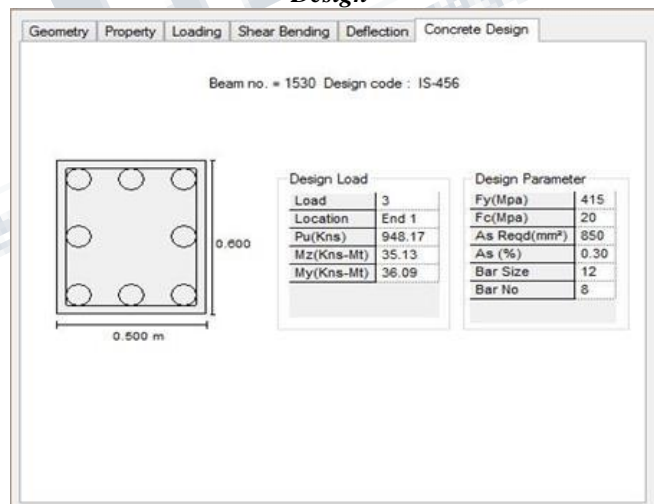 Design
Geometry Property Loading Shear Bending Deflection Concrete Design
Beam no. = 1530 Design code : IS-456
0.600
0.500 m
Design Load
Load 3
Location End 1
Pu(Kns) 948.17
Mz(Kns-Mt) 35.13
My(Kns-Mt) 36.09
Design Parameter
Fy(Mpa) 415
Fc(Mpa) 20
As Reqd(mm²) 850
As (%) 0.30
Bar Size 12
Bar No 8